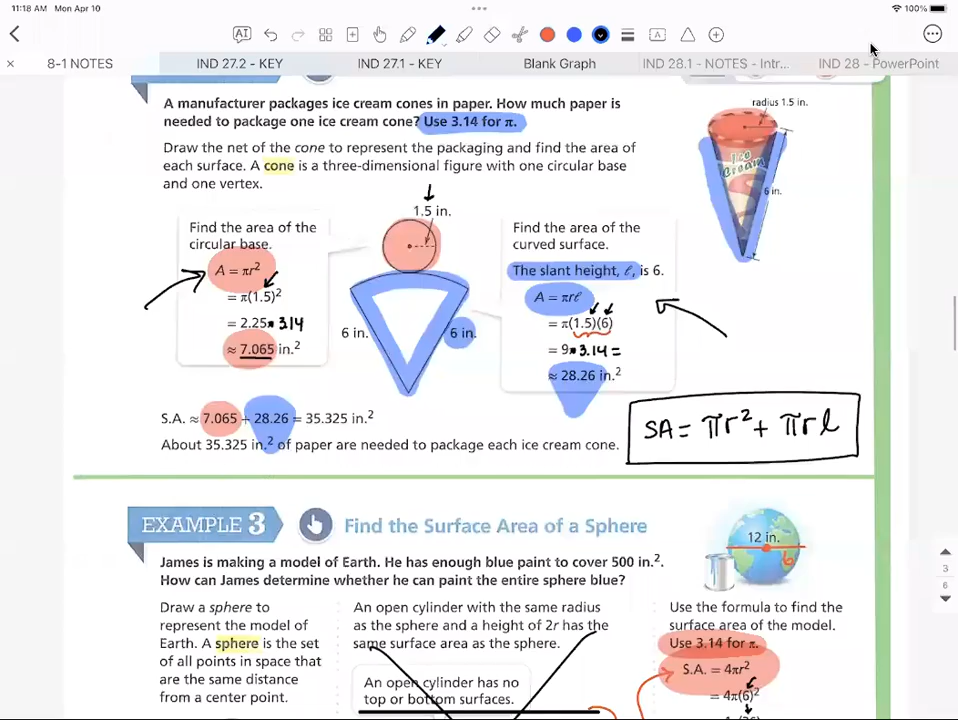 11:18 AM Mon Apr 10
100%
AI
A
8-1 NOTES
IND 27.2 - KEY
IND 27.1 - KEY
Blank Graph
IND 28.1 - NOTES - Intr...
IND 28 - PowerPoint
A manufacturer packages ice cream cones in paper. How much paper is
needed to package one ice cream cone? Use 3.14 for π.
Draw the net of the cone to represent the packaging and find the area of
each surface. A cone is a three-dimensional figure with one circular base
and one vertex.
radius 1.5 in.
Ice
Cream
6 in.
Find the area of the
circular base.
A = πr²
= π(1.5)²
= 2.25 • 3.14
≈ 7.065 in.²
1.5 in.
6 in.
6 in.
Find the area of the
curved surface.
The slant height, ℓ, is 6.
A = πrℓ
= π(1.5)(6)
= 9 • 3.14 =
≈ 28.26 in.²
S.A. ≈ 7.065 + 28.26 = 35.325 in.²
About 35.325 in.² of paper are needed to package each ice cream cone.
SA = πr² + πrl
EXAMPLE 3
Find the Surface Area of a Sphere
James is making a model of Earth. He has enough blue paint to cover 500 in.².
How can James determine whether he can paint the entire sphere blue?
12 in.
6
Draw a sphere to
represent the model of
Earth. A sphere is the set
of all points in space that
are the same distance
from a center point.
An open cylinder with the same radius
as the sphere and a height of 2r has the
same surface area as the sphere.
An open cylinder has no
top or bottom surfaces.
Use the formula to find the
surface area of the model.
Use 3.14 for π.
S.A. = 4πr²
= 4π(6)²
3
6